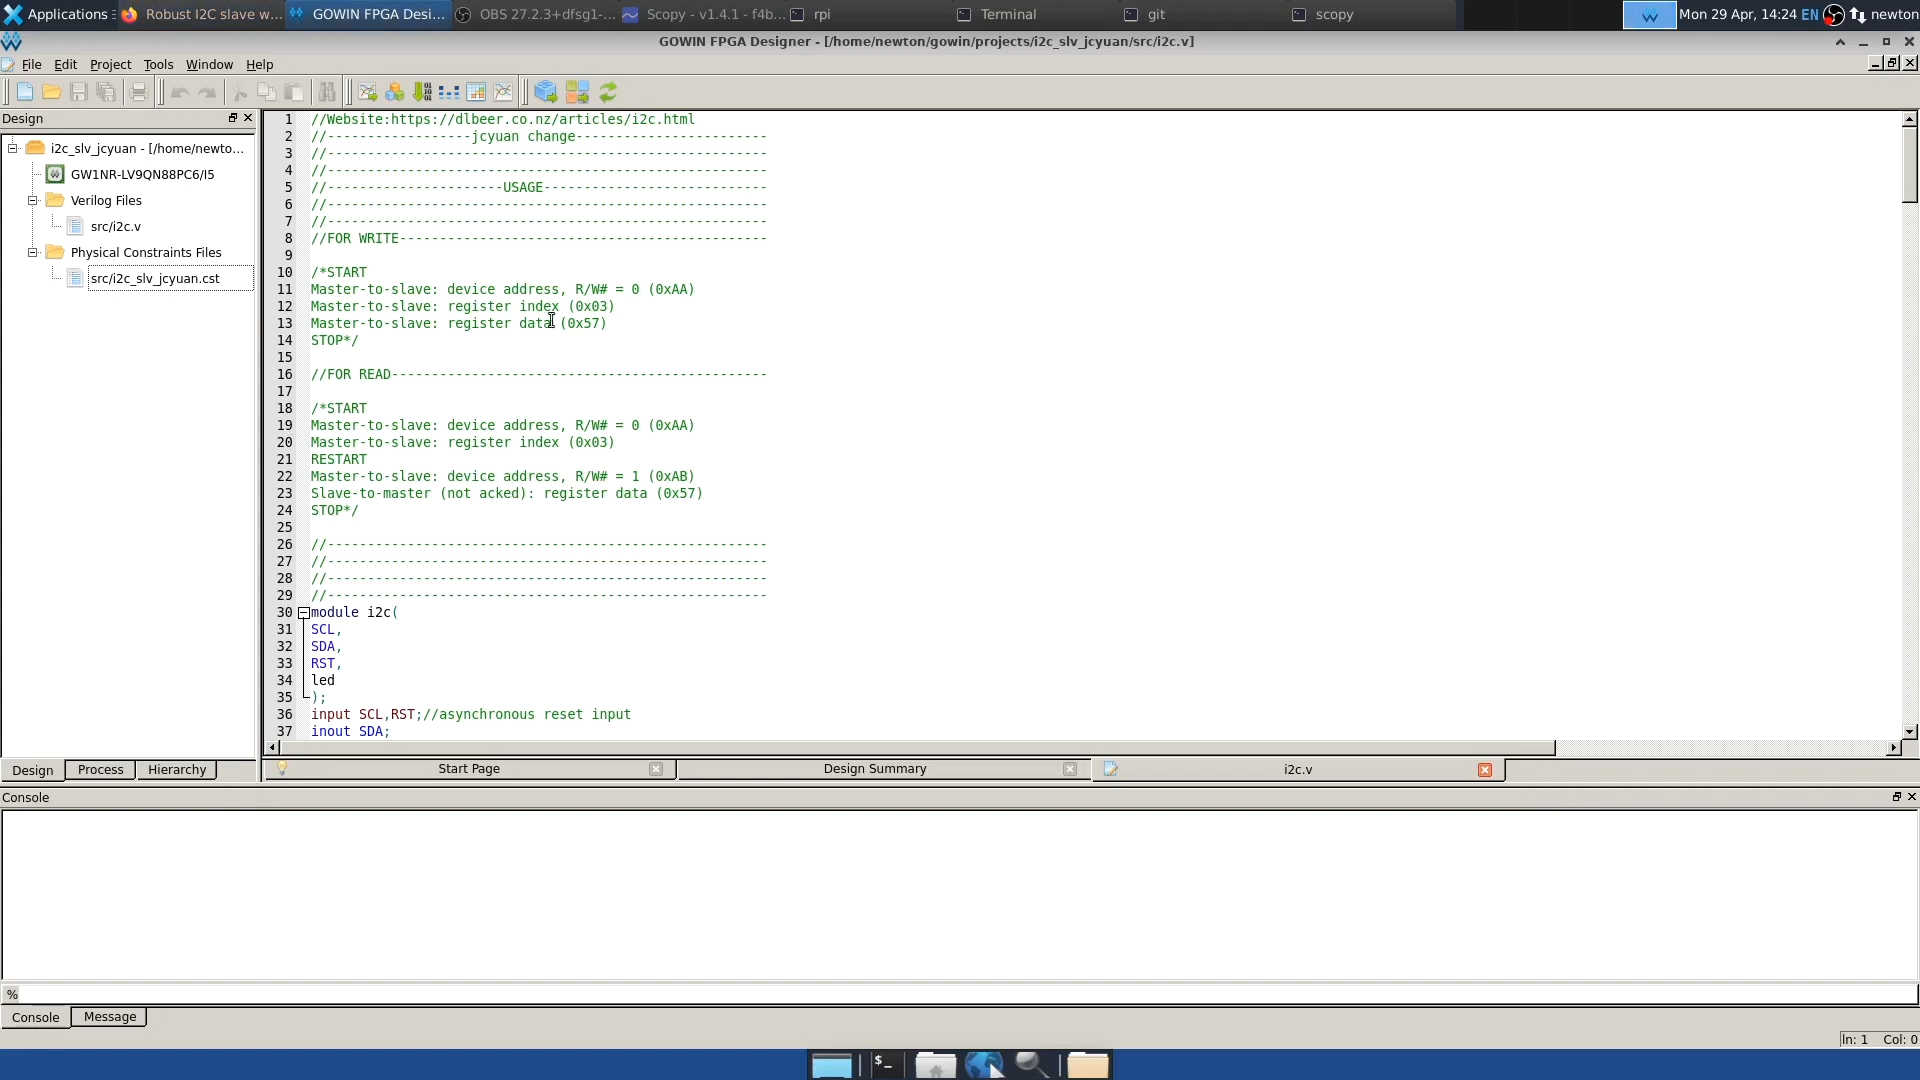 Applications Robust I2C slave w... GOWIN FPGA Desi... OBS 27.2.3+dfsg1-... Scopy - v1.4.1 - f4b... rpi Terminal git scopy Mon 29 Apr, 14:24 EN newton
GOWIN FPGA Designer - [/home/newton/gowin/projects/i2c_slv_jcyuan/src/i2c.v]
File Edit Project Tools Window Help
Design
i2c_slv_jcyuan - [/home/newto...
GW1NR-LV9QN88PC6/I5
Verilog Files
src/i2c.v
Physical Constraints Files
src/i2c_slv_jcyuan.cst
1 //Website:https://dlbeer.co.nz/articles/i2c.html
2 //------------------jcyuan change------------------------
3 //-------------------------------------------------------
4 //-------------------------------------------------------
5 //----------------------USAGE----------------------------
6 //-------------------------------------------------------
7 //-------------------------------------------------------
8 //FOR WRITE----------------------------------------------
9
10 /*START
11 Master-to-slave: device address, R/W# = 0 (0xAA)
12 Master-to-slave: register index (0x03)
13 Master-to-slave: register data (0x57)
14 STOP*/
15
16 //FOR READ-----------------------------------------------
17
18 /*START
19 Master-to-slave: device address, R/W# = 0 (0xAA)
20 Master-to-slave: register index (0x03)
21 RESTART
22 Master-to-slave: device address, R/W# = 1 (0xAB)
23 Slave-to-master (not acked): register data (0x57)
24 STOP*/
25
26 //-------------------------------------------------------
27 //-------------------------------------------------------
28 //-------------------------------------------------------
29 //-------------------------------------------------------
30 module i2c(
31 SCL,
32 SDA,
33 RST,
34 led
35 );
36 input SCL,RST;//asynchronous reset input
37 inout SDA;
Design Process Hierarchy
Start Page Design Summary i2c.v
Console
%
Console Message
ln: 1 Col: 0